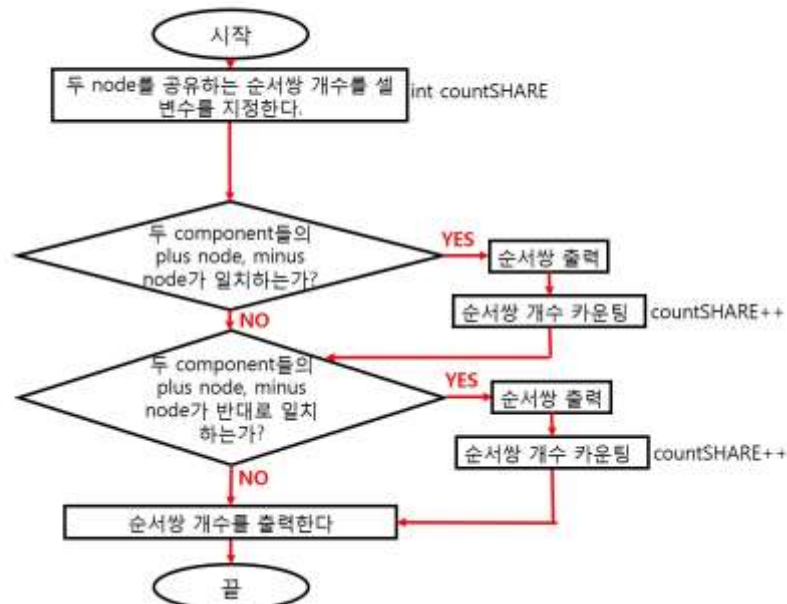 시작
두 node를 공유하는 순서쌍 개수를 셀
변수를 지정한다.
int countSHARE
두 component들의
plus node, minus
node가 일치하는가?
YES
순서쌍 출력
순서쌍 개수 카운팅
countSHARE++
NO
두 component들의
plus node, minus
node가 반대로 일치
하는가?
YES
순서쌍 출력
순서쌍 개수 카운팅
countSHARE++
NO
순서쌍 개수를 출력한다
끝